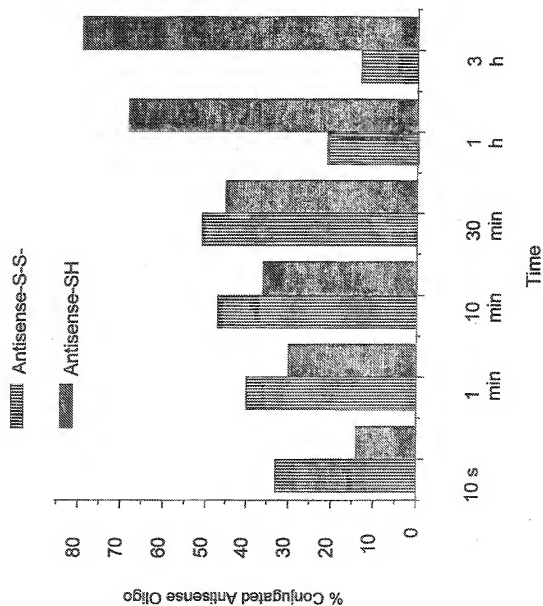 Antisense-S-S-
Antisense-SH
% Conjugated Antisense Oligo
80
70
60
50
40
30
20
10
0
10 s
1 min
10 min
30 min
1 h
3 h
Time